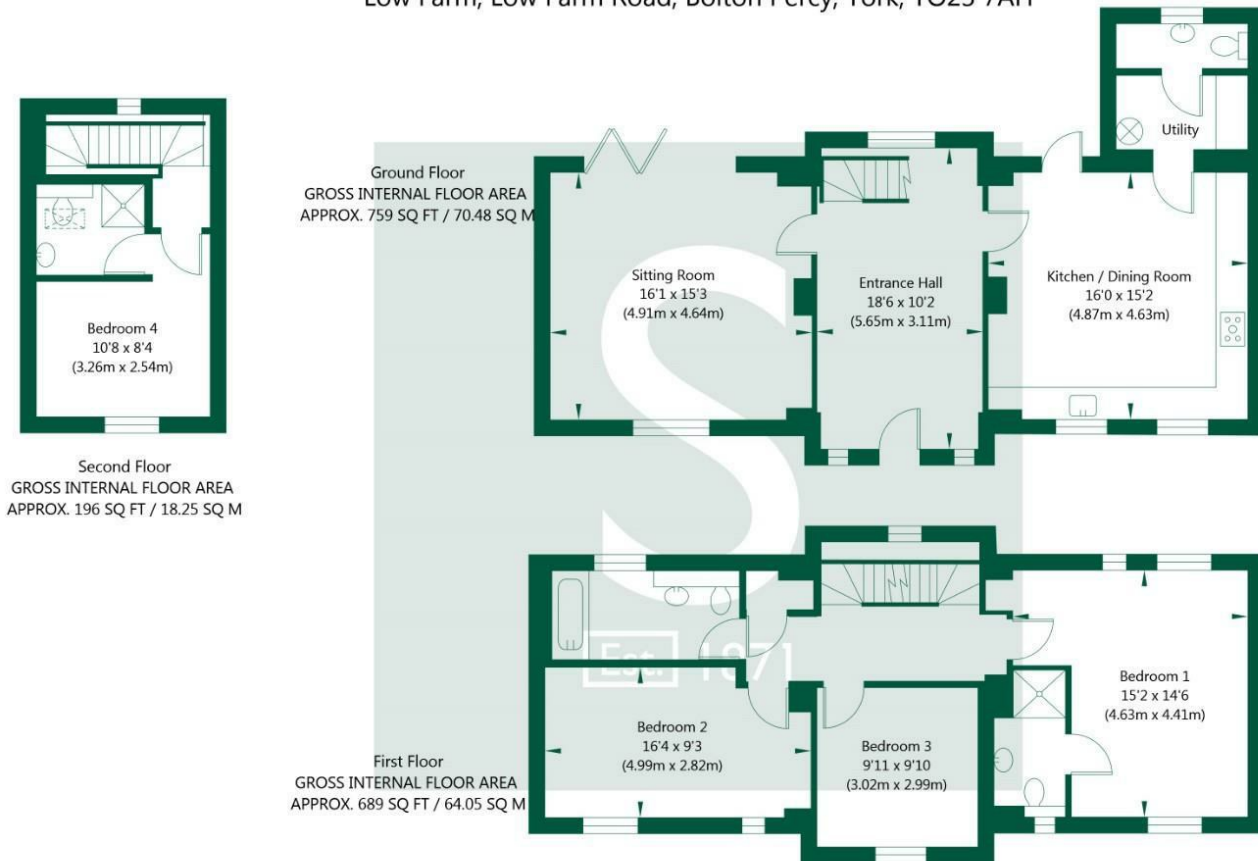 Low Farm, Low Farm Road, Bolton Percy, York, YO23 7AH
Utility
Ground Floor
GROSS INTERNAL FLOOR AREA
APPROX. 759 SQ FT / 70.48 SQ M
Sitting Room
16'1 x 15'3
(4.91m x 4.64m)
Entrance Hall
18'6 x 10'2
(5.65m x 3.11m)
Kitchen / Dining Room
16'0 x 15'2
(4.87m x 4.63m)
Bedroom 4
10'8 x 8'4
(3.26m x 2.54m)
Second Floor
GROSS INTERNAL FLOOR AREA
APPROX. 196 SQ FT / 18.25 SQ M
S
Est. 1871
Bedroom 1
15'2 x 14'6
(4.63m x 4.41m)
Bedroom 2
16'4 x 9'3
(4.99m x 2.82m)
Bedroom 3
9'11 x 9'10
(3.02m x 2.99m)
First Floor
GROSS INTERNAL FLOOR AREA
APPROX. 689 SQ FT / 64.05 SQ M